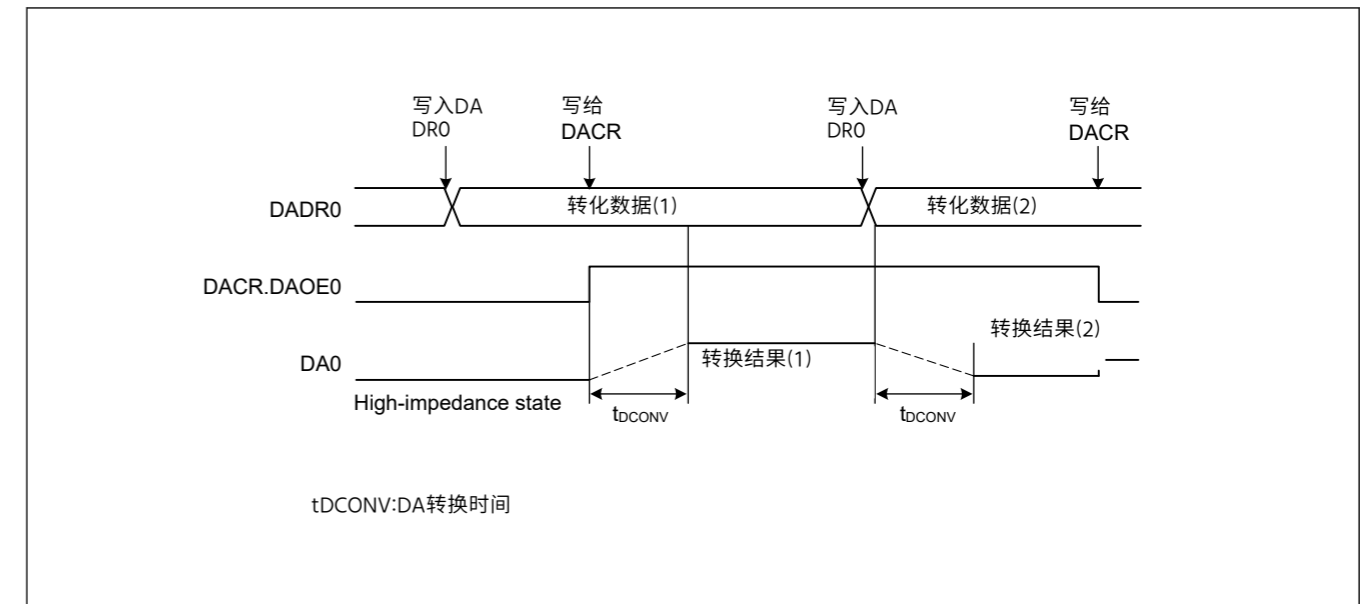 写入DA
DR0
写给
DACR
写入DA
DR0
写给
DACR
DADR0
转化数据(1)
转化数据(2)
DACR.DAOE0
转换结果(2)
DA0
转换结果(1)
High-impedance state
tDCONV
tDCONV
tDCONV:DA转换时间